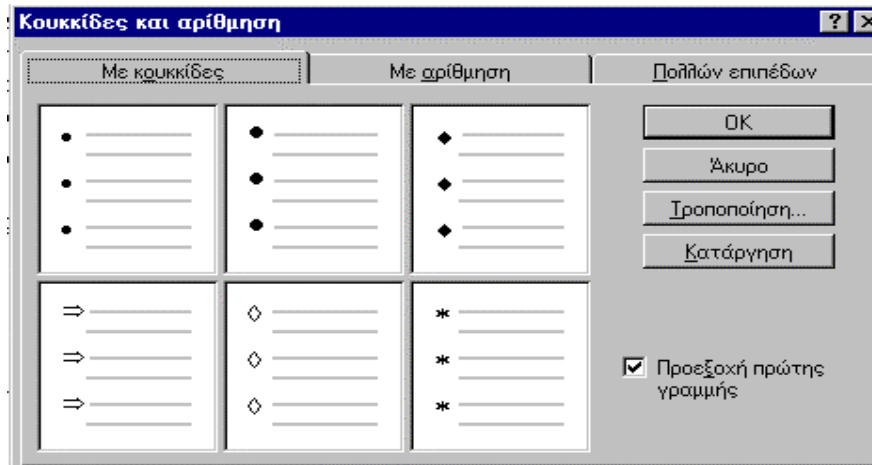 Κουκκίδες και αρίθμηση
Με κουκκίδες
Με αρίθμηση
Πολλών επιπέδων
OK
Άκυρο
Τροποποίηση...
Κατάργηση
Προεξοχή πρώτης
γραμμής